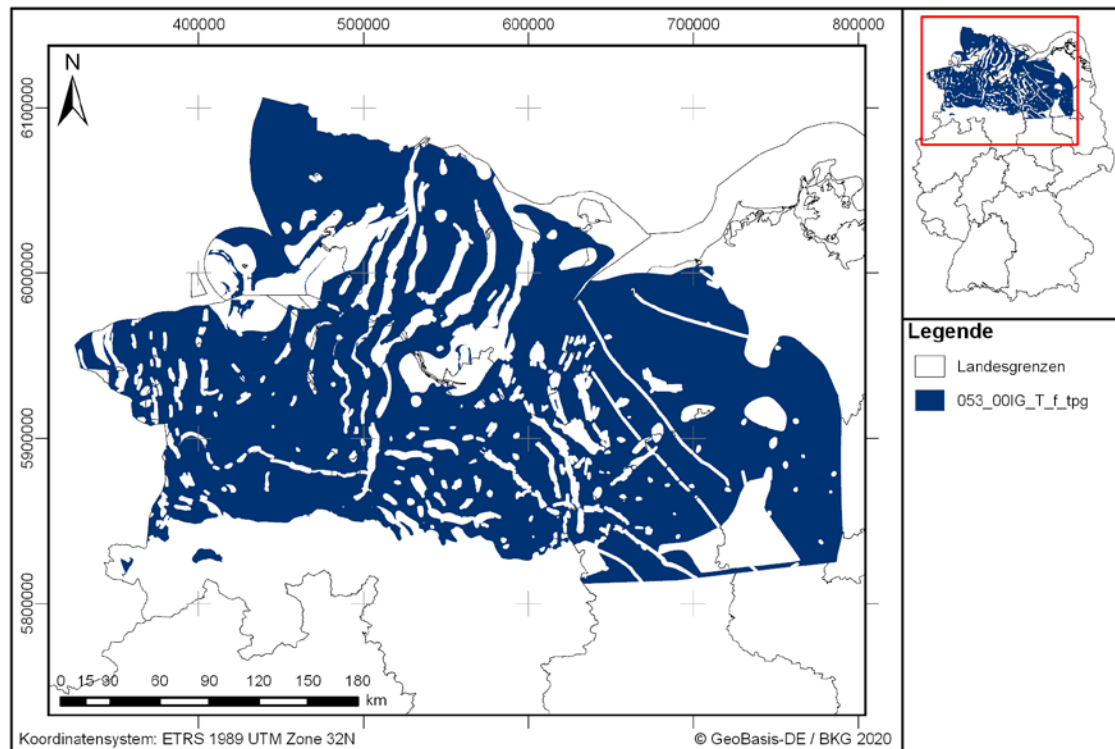 400000 500000 600000 700000 800000
N
6100000
6000000
5900000
5800000
0 15 30 60 90 120 150 180
km
Koordinatensystem: ETRS 1989 UTM Zone 32N
© GeoBasis-DE / BKG 2020
Legende
Landesgrenzen
053_00IG_T_f_tpg